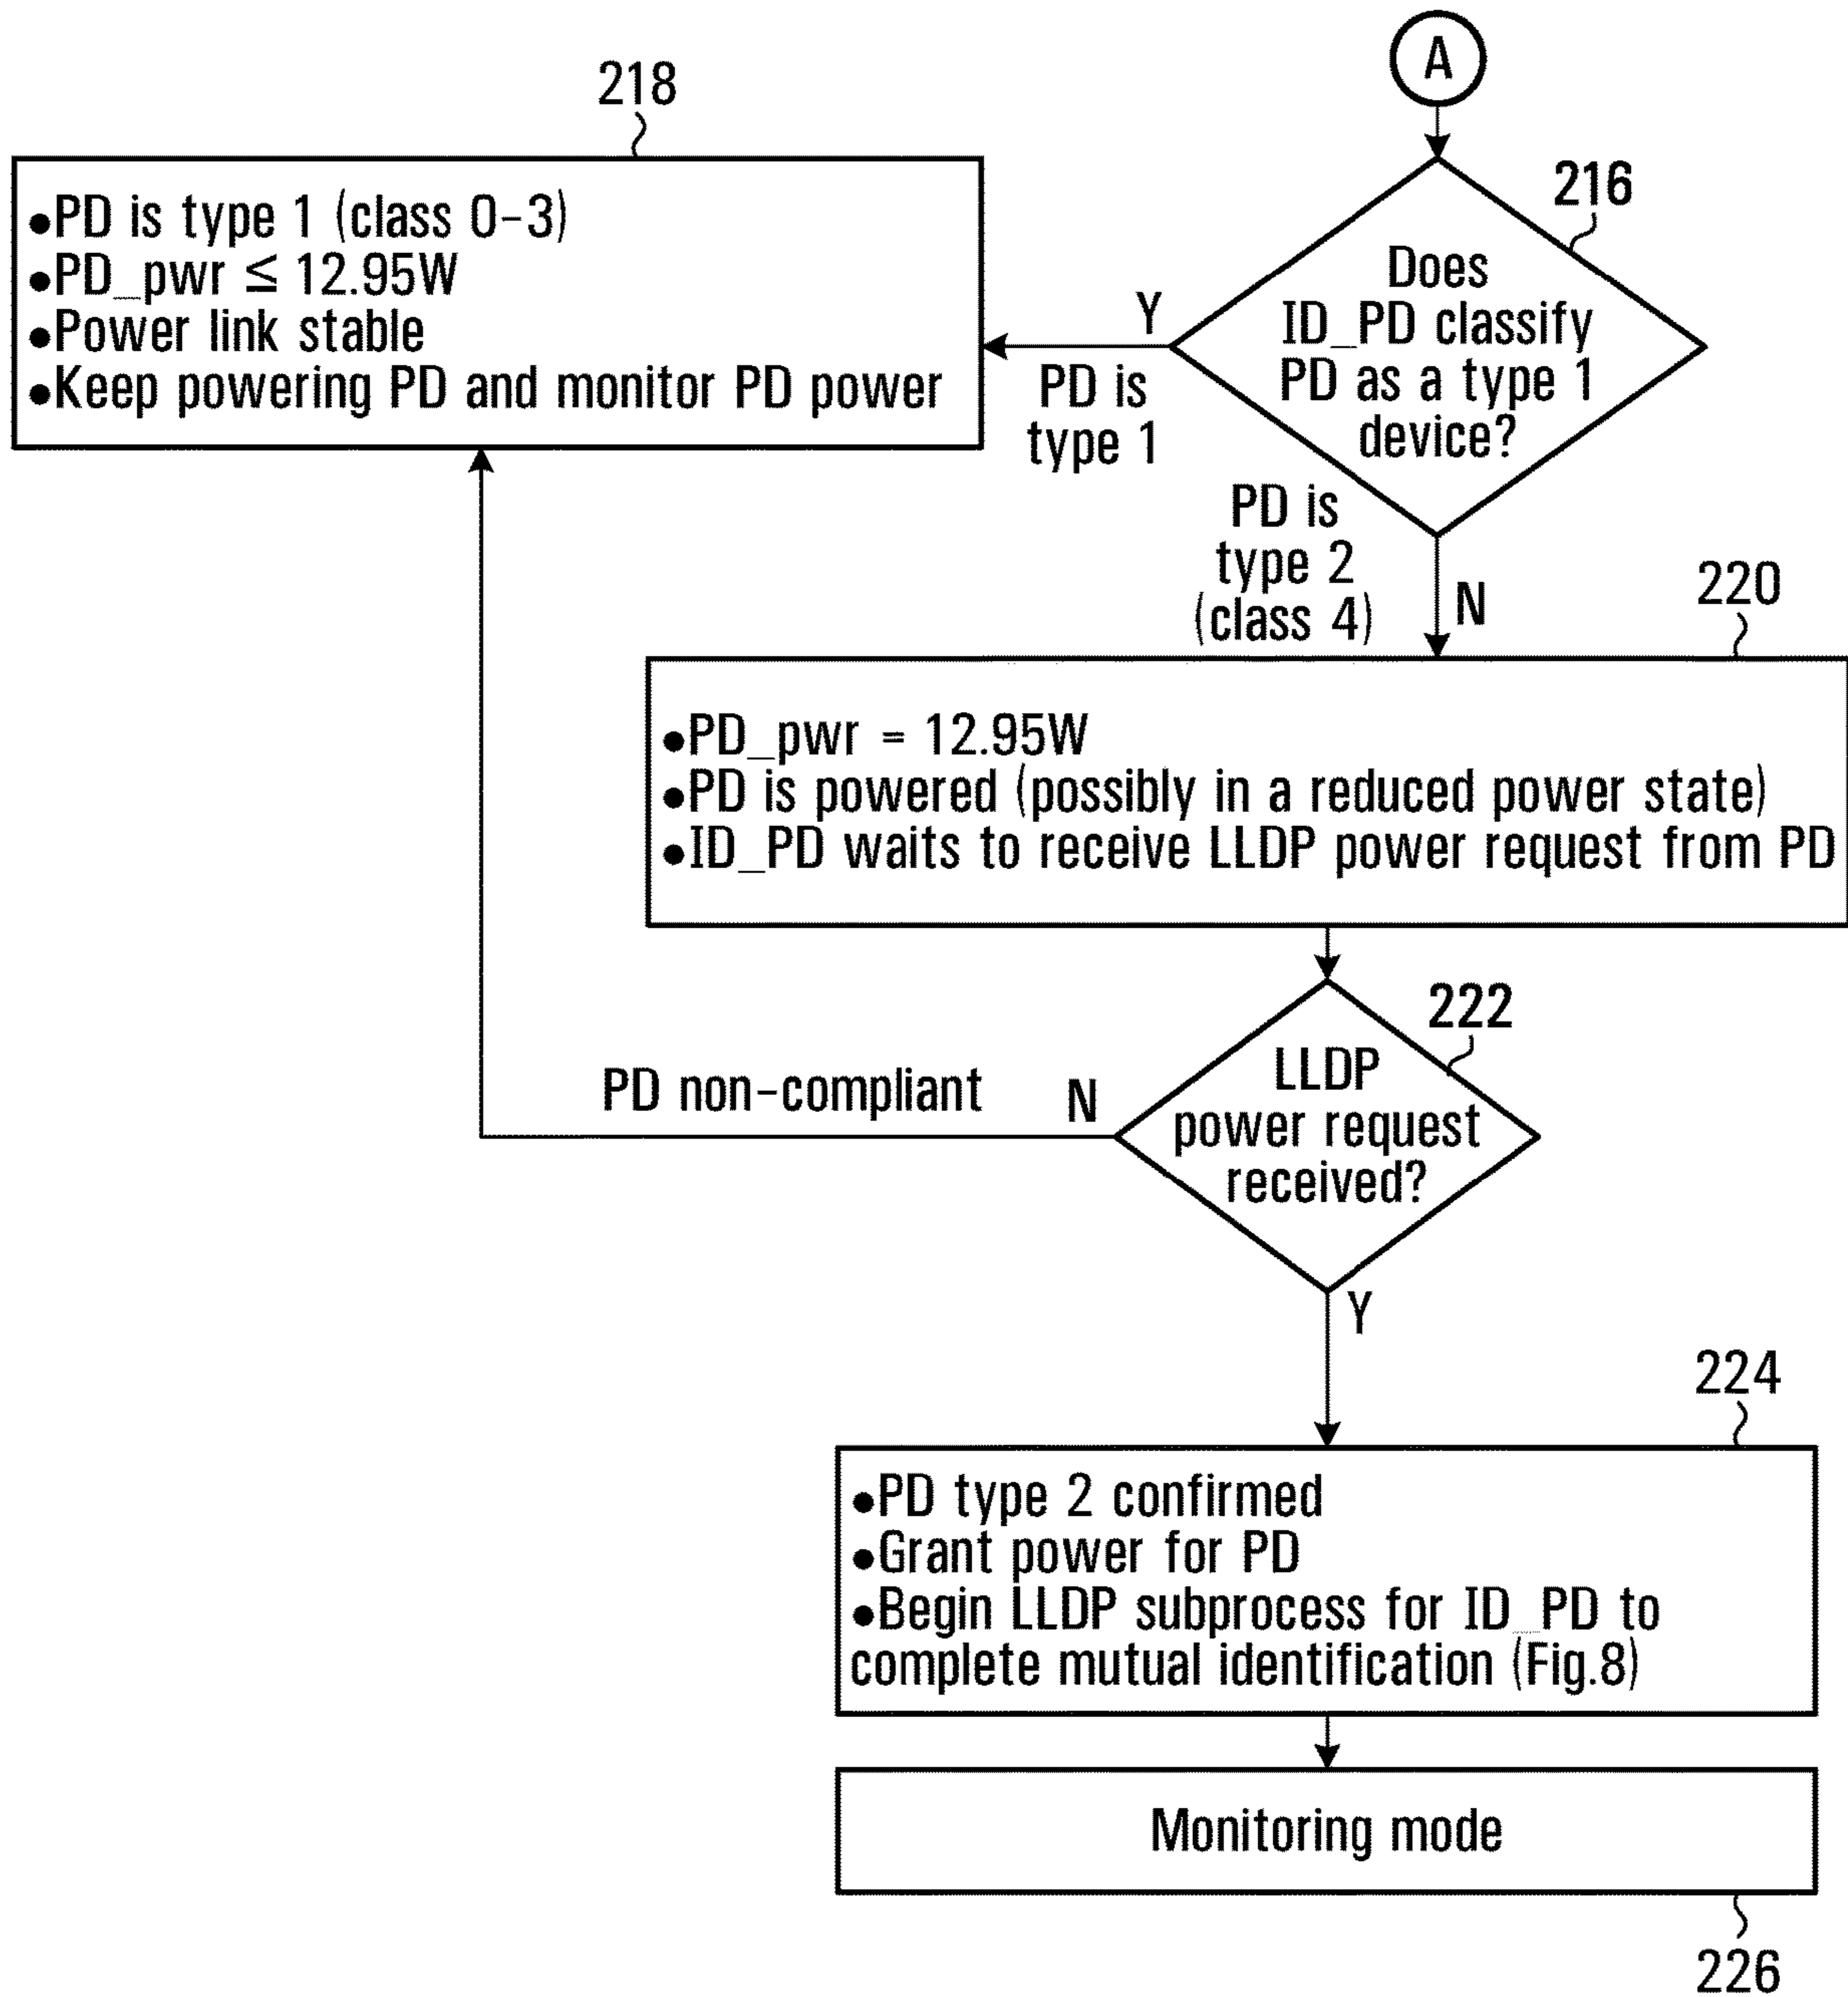 A
218
●PD is type 1 (class 0-3)
●PD_pwr ≤ 12.95W
●Power link stable
●Keep powering PD and monitor PD power
216
Does
ID_PD classify
PD as a type 1
device?
Y
PD is
type 1
PD is
type 2
(class 4)
N
220
●PD_pwr = 12.95W
●PD is powered (possibly in a reduced power state)
●ID_PD waits to receive LLDP power request from PD
222
LLDP
power request
received?
PD non-compliant
N
Y
224
●PD type 2 confirmed
●Grant power for PD
●Begin LLDP subprocess for ID_PD to
complete mutual identification (Fig.8)
Monitoring mode
226